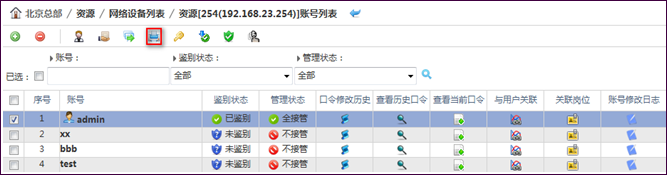 北京总部 » 资源 » 网络设备列表 » 资源[254(192.168.23.254)]账号列表
账号： 鉴别状态： 管理状态：
已选： 全部 全部
序号 账号 鉴别状态 管理状态 口令修改历史 查看历史口令 查看当前口令 与用户关联 关联岗位 账号修改日志
1 admin 已鉴别 全接管
2 xx 未鉴别 不接管
3 bbb 未鉴别 不接管
4 test 未鉴别 不接管